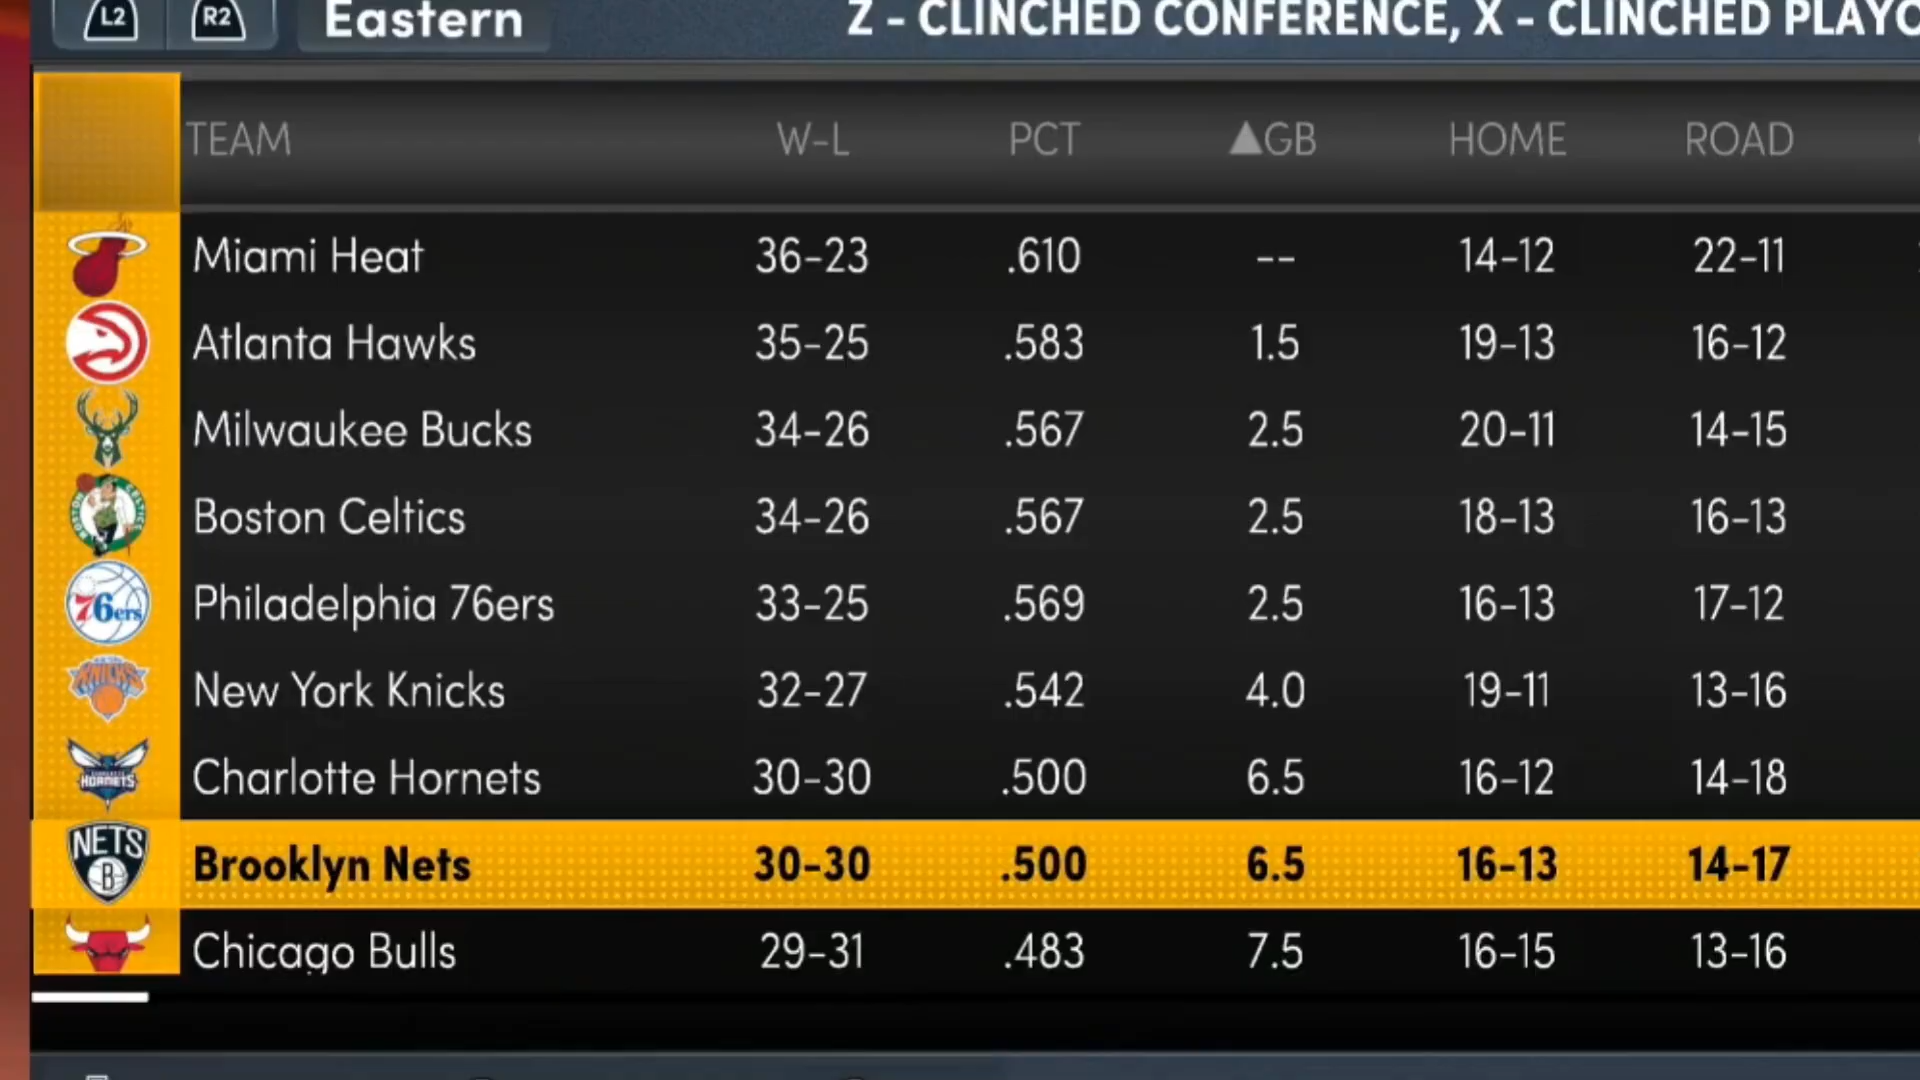 L2 R2 Eastern Z - CLINCHED CONFERENCE, X - CLINCHED PLAYO
TEAM W-L PCT ▲GB HOME ROAD
Miami Heat 36-23 .610 -- 14-12 22-11
Atlanta Hawks 35-25 .583 1.5 19-13 16-12
Milwaukee Bucks 34-26 .567 2.5 20-11 14-15
Boston Celtics 34-26 .567 2.5 18-13 16-13
76ers Philadelphia 76ers 33-25 .569 2.5 16-13 17-12
KNICKS New York Knicks 32-27 .542 4.0 19-11 13-16
HORNETS Charlotte Hornets 30-30 .500 6.5 16-12 14-18
NETS B Brooklyn Nets 30-30 .500 6.5 16-13 14-17
Chicago Bulls 29-31 .483 7.5 16-15 13-16